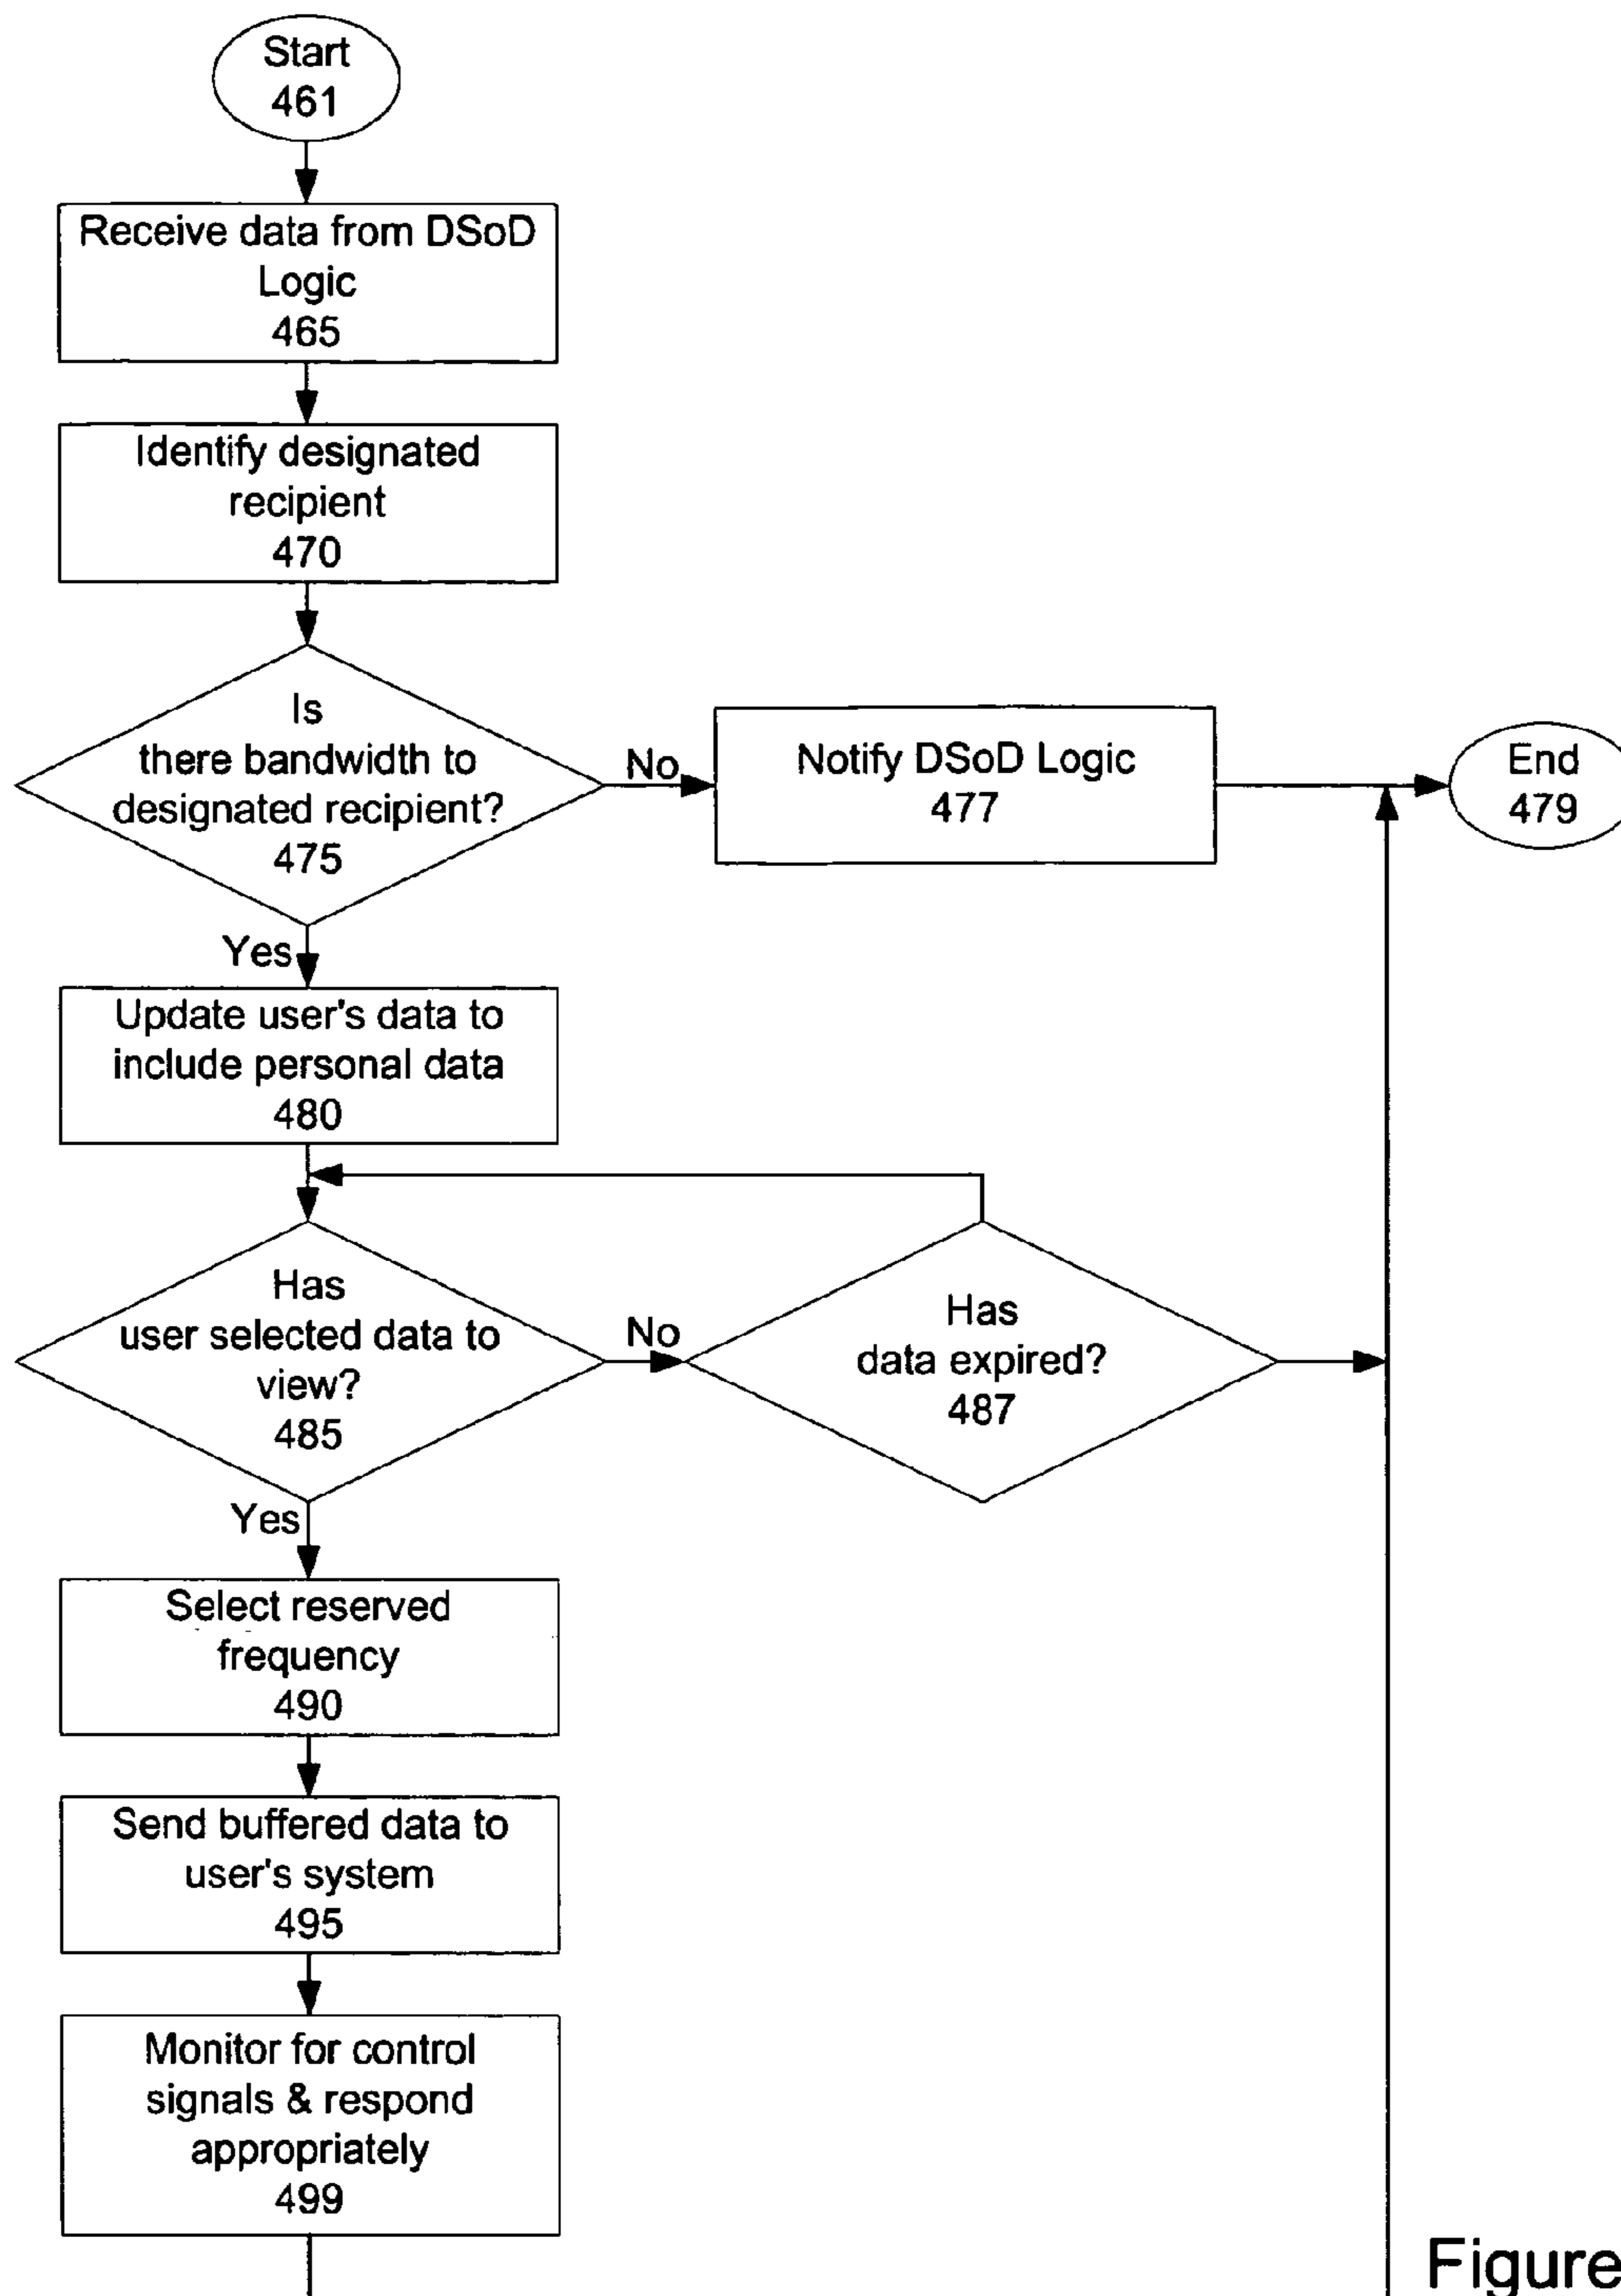 Start
461
Receive data from DSoD
Logic
465
Identify designated
recipient
470
Is
there bandwidth to
designated recipient?
475
No
Notify DSoD Logic
477
End
479
Yes
Update user's data to
include personal data
480
Has
user selected data to
view?
485
No
Has
data expired?
487
Yes
Select reserved
frequency
490
Send buffered data to
user's system
495
Monitor for control
signals & respond
appropriately
499
Figure